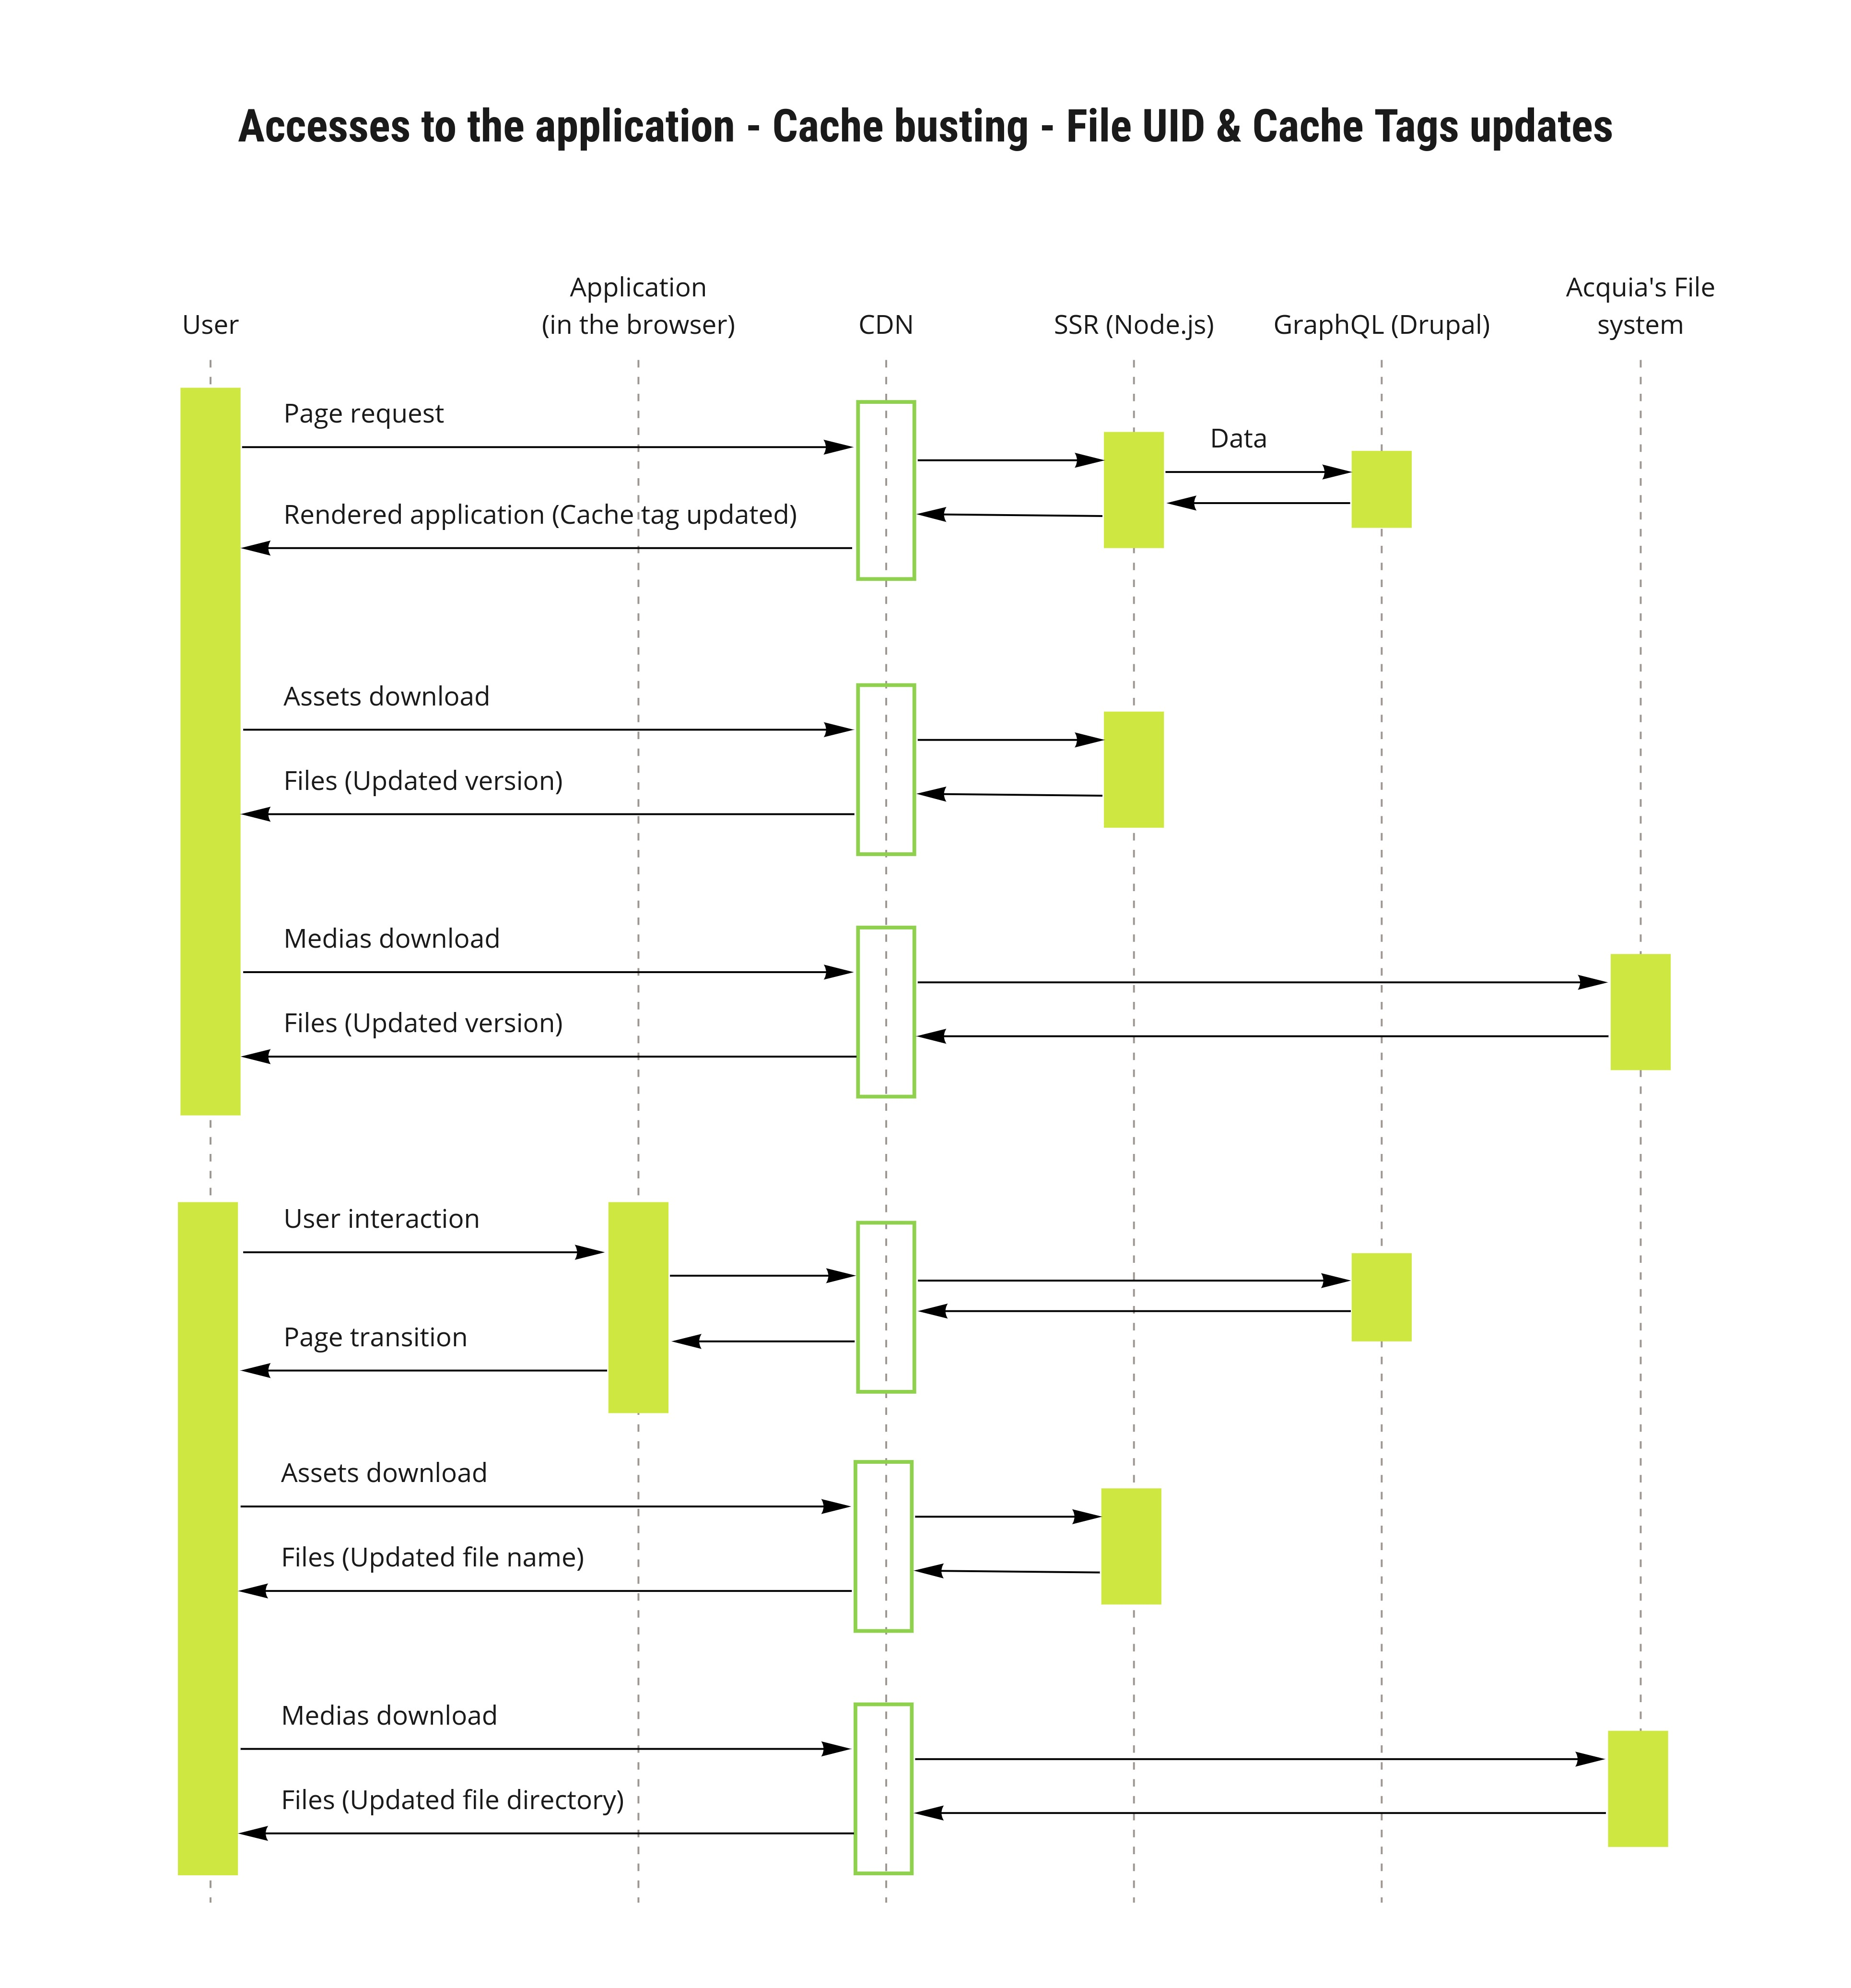 Accesses to the application - Cache busting - File UID & Cache Tags updates
User
Application
(in the browser)
CDN
SSR (Node.js)
GraphQL (Drupal)
Acquia's File
system
Page request
Data
Rendered application (Cache tag updated)
Assets download
Files (Updated version)
Medias download
Files (Updated version)
User interaction
Page transition
Assets download
Files (Updated file name)
Medias download
Files (Updated file directory)